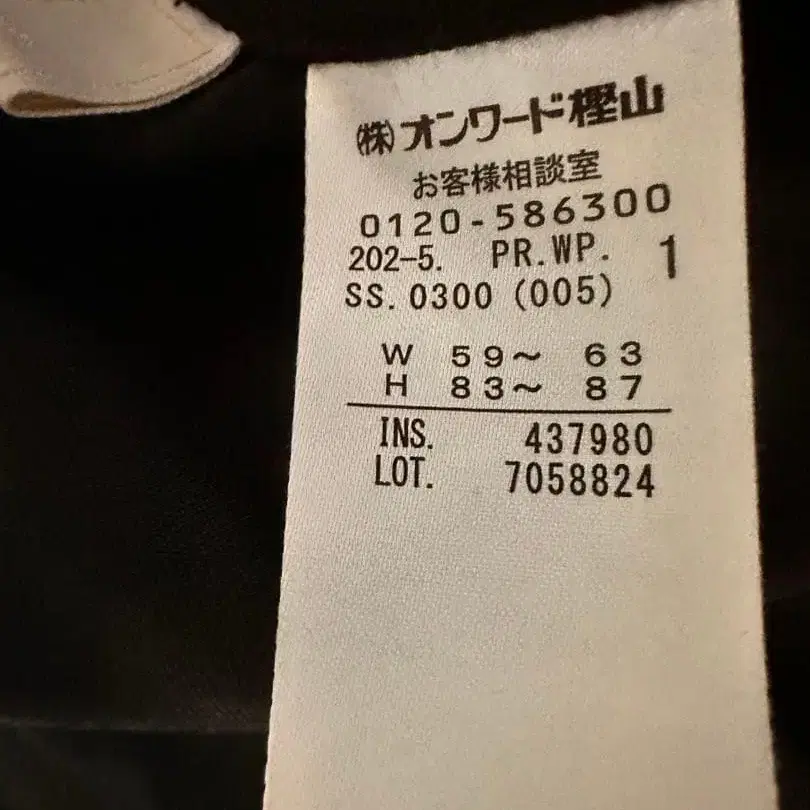 ㈱オンワード樫山
お客様相談室
0120-586300
202-5. PR.WP. 1
SS. 0300 (005)
W 59〜 63
H 83〜 87
INS. 437980
LOT. 7058824